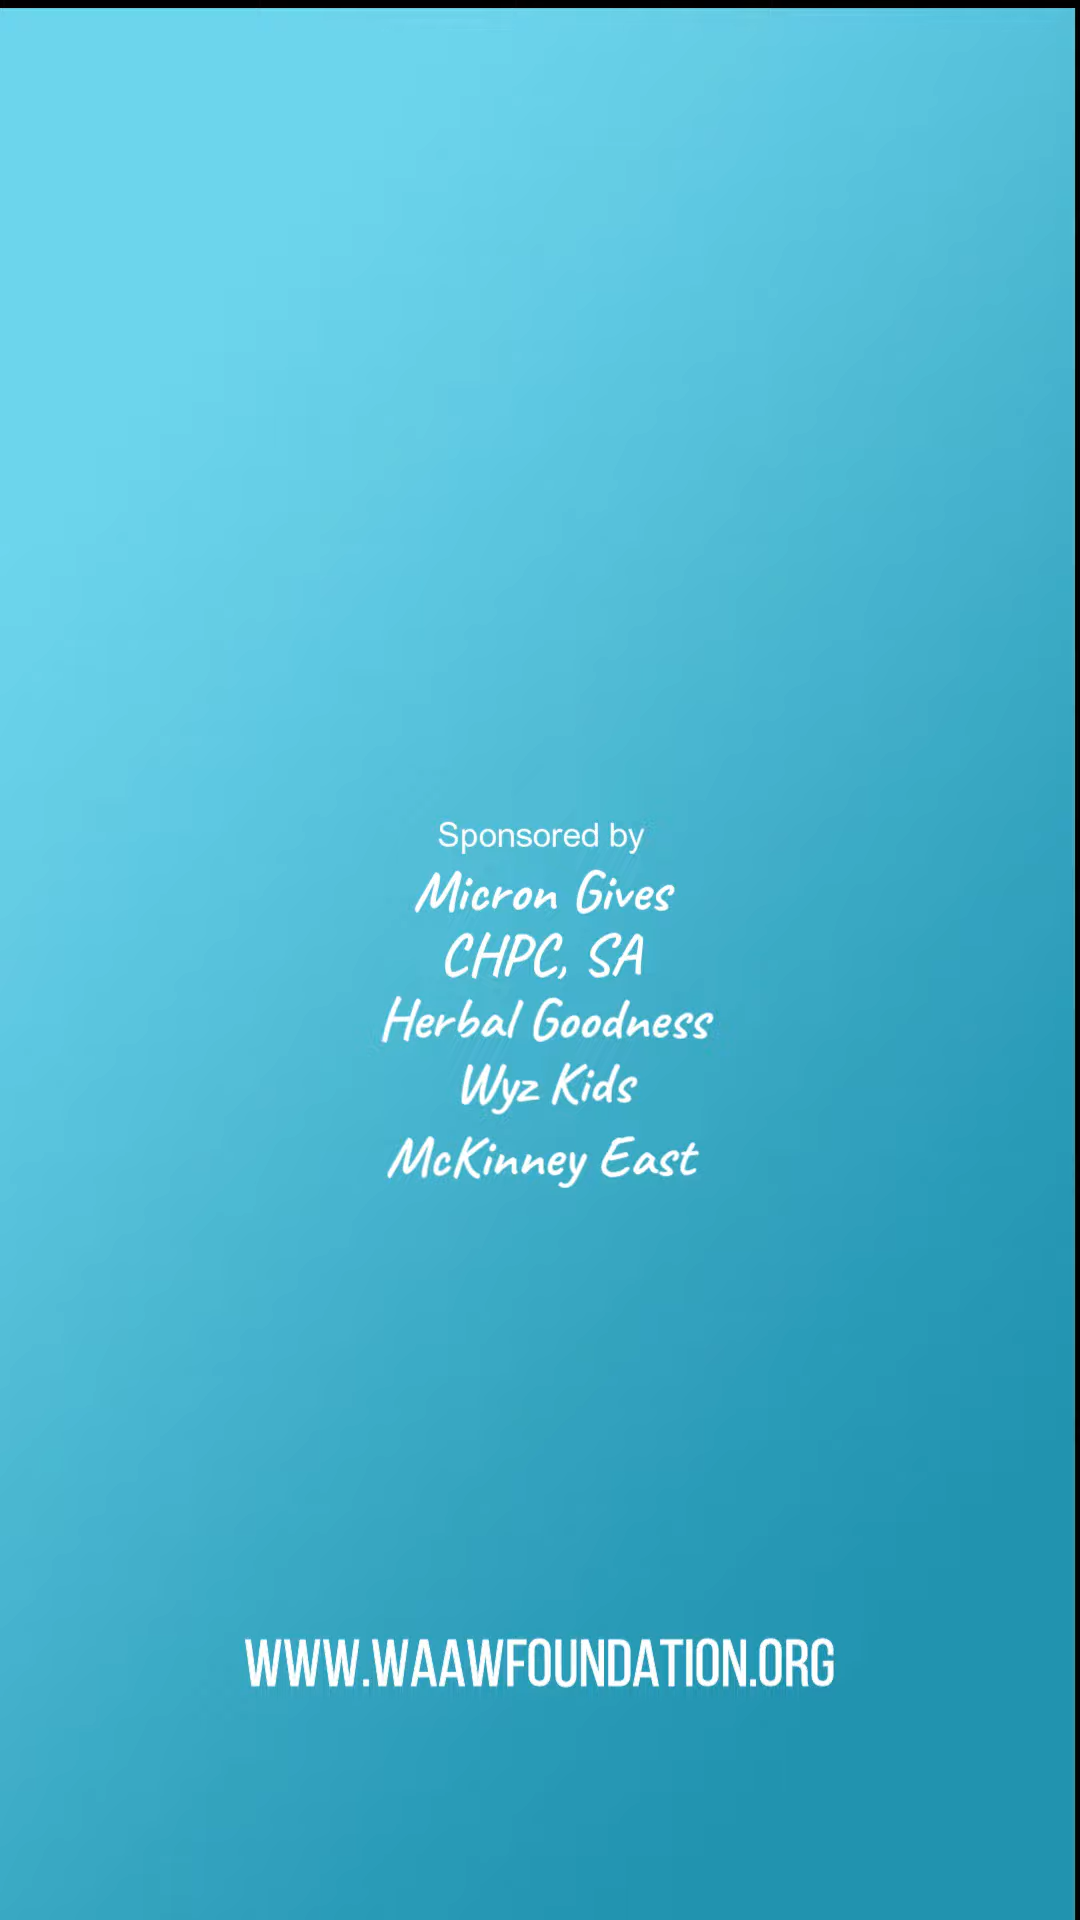 Sponsored by
Micron Gives
CHPC, SA
Herbal Goodness
Wyz Kids
McKinney East
WWW.WAAWFOUNDATION.ORG